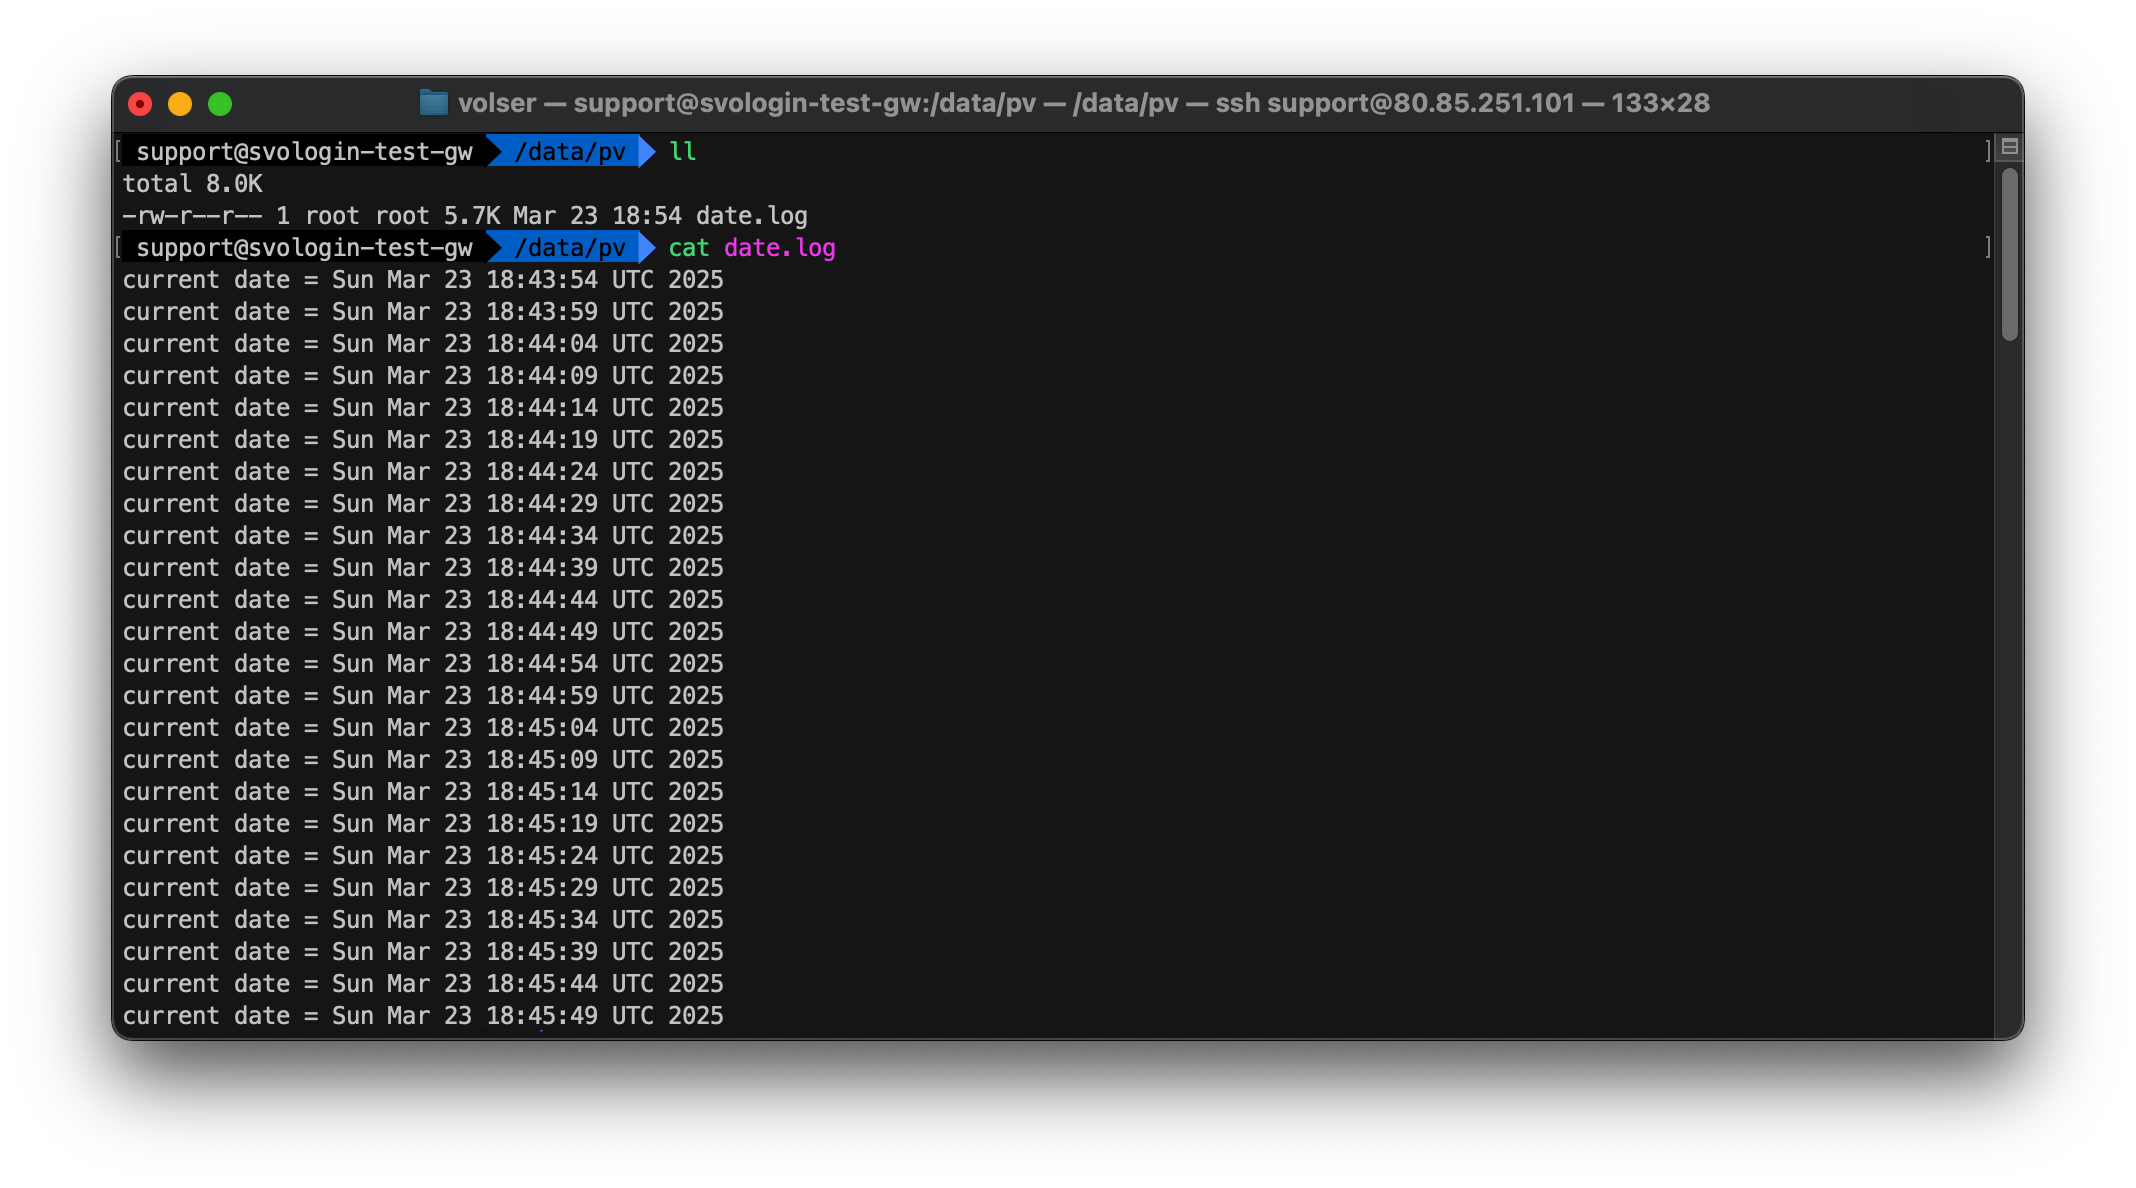 volser — support@svologin-test-gw:/data/pv — /data/pv — ssh support@80.85.251.101 — 133×28
[ support@svologin-test-gw /data/pv ll ]
total 8.0K
-rw-r--r-- 1 root root 5.7K Mar 23 18:54 date.log
[ support@svologin-test-gw /data/pv cat date.log ]
current date = Sun Mar 23 18:43:54 UTC 2025
current date = Sun Mar 23 18:43:59 UTC 2025
current date = Sun Mar 23 18:44:04 UTC 2025
current date = Sun Mar 23 18:44:09 UTC 2025
current date = Sun Mar 23 18:44:14 UTC 2025
current date = Sun Mar 23 18:44:19 UTC 2025
current date = Sun Mar 23 18:44:24 UTC 2025
current date = Sun Mar 23 18:44:29 UTC 2025
current date = Sun Mar 23 18:44:34 UTC 2025
current date = Sun Mar 23 18:44:39 UTC 2025
current date = Sun Mar 23 18:44:44 UTC 2025
current date = Sun Mar 23 18:44:49 UTC 2025
current date = Sun Mar 23 18:44:54 UTC 2025
current date = Sun Mar 23 18:44:59 UTC 2025
current date = Sun Mar 23 18:45:04 UTC 2025
current date = Sun Mar 23 18:45:09 UTC 2025
current date = Sun Mar 23 18:45:14 UTC 2025
current date = Sun Mar 23 18:45:19 UTC 2025
current date = Sun Mar 23 18:45:24 UTC 2025
current date = Sun Mar 23 18:45:29 UTC 2025
current date = Sun Mar 23 18:45:34 UTC 2025
current date = Sun Mar 23 18:45:39 UTC 2025
current date = Sun Mar 23 18:45:44 UTC 2025
current date = Sun Mar 23 18:45:49 UTC 2025